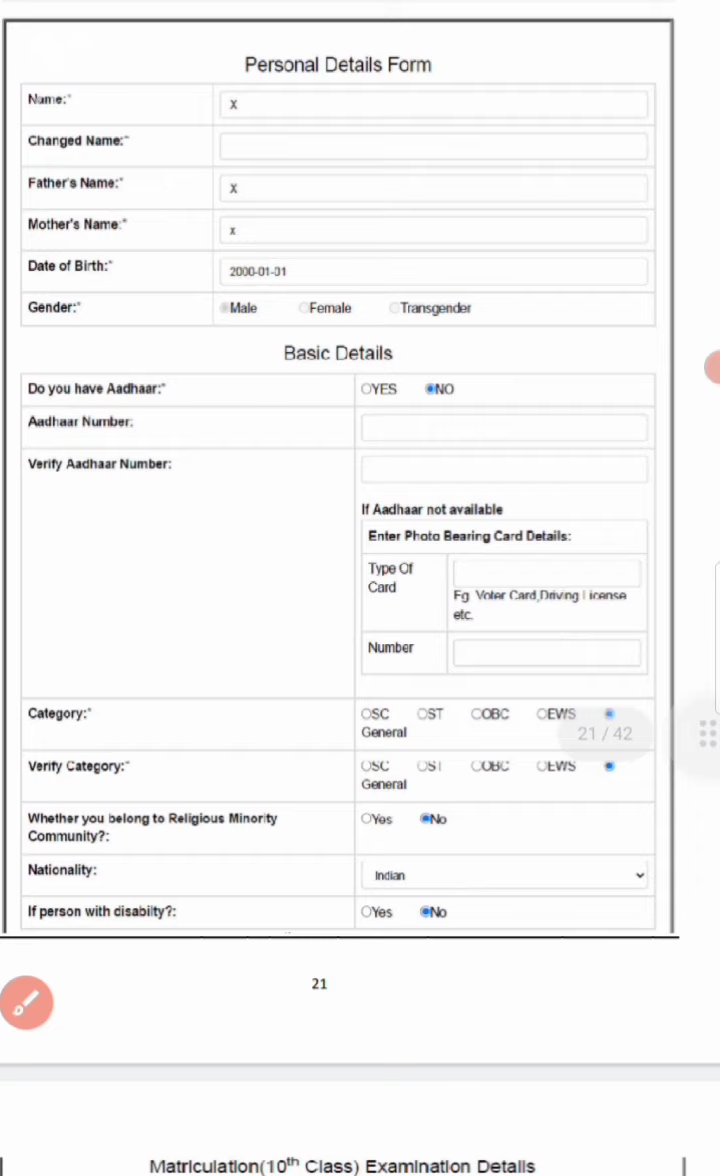 Personal Details Form
Name:* X
Changed Name:*
Father's Name:* X
Mother's Name:* x
Date of Birth:* 2000-01-01
Gender:* Male Female Transgender
Basic Details
Do you have Aadhaar:* YES NO
Aadhaar Number:
Verify Aadhaar Number:
If Aadhaar not available
Enter Photo Bearing Card Details:
Type Of
Card
Eg. Voter Card,Driving License
etc.
Number
Category:* SC ST OBC EWS
General
21 / 42
Verify Category:* SC ST OBC EWS
General
Whether you belong to Religious Minority
Community?: Yes No
Nationality: Indian
If person with disabilty?: Yes No
21
Matriculation(10th Class) Examination Details